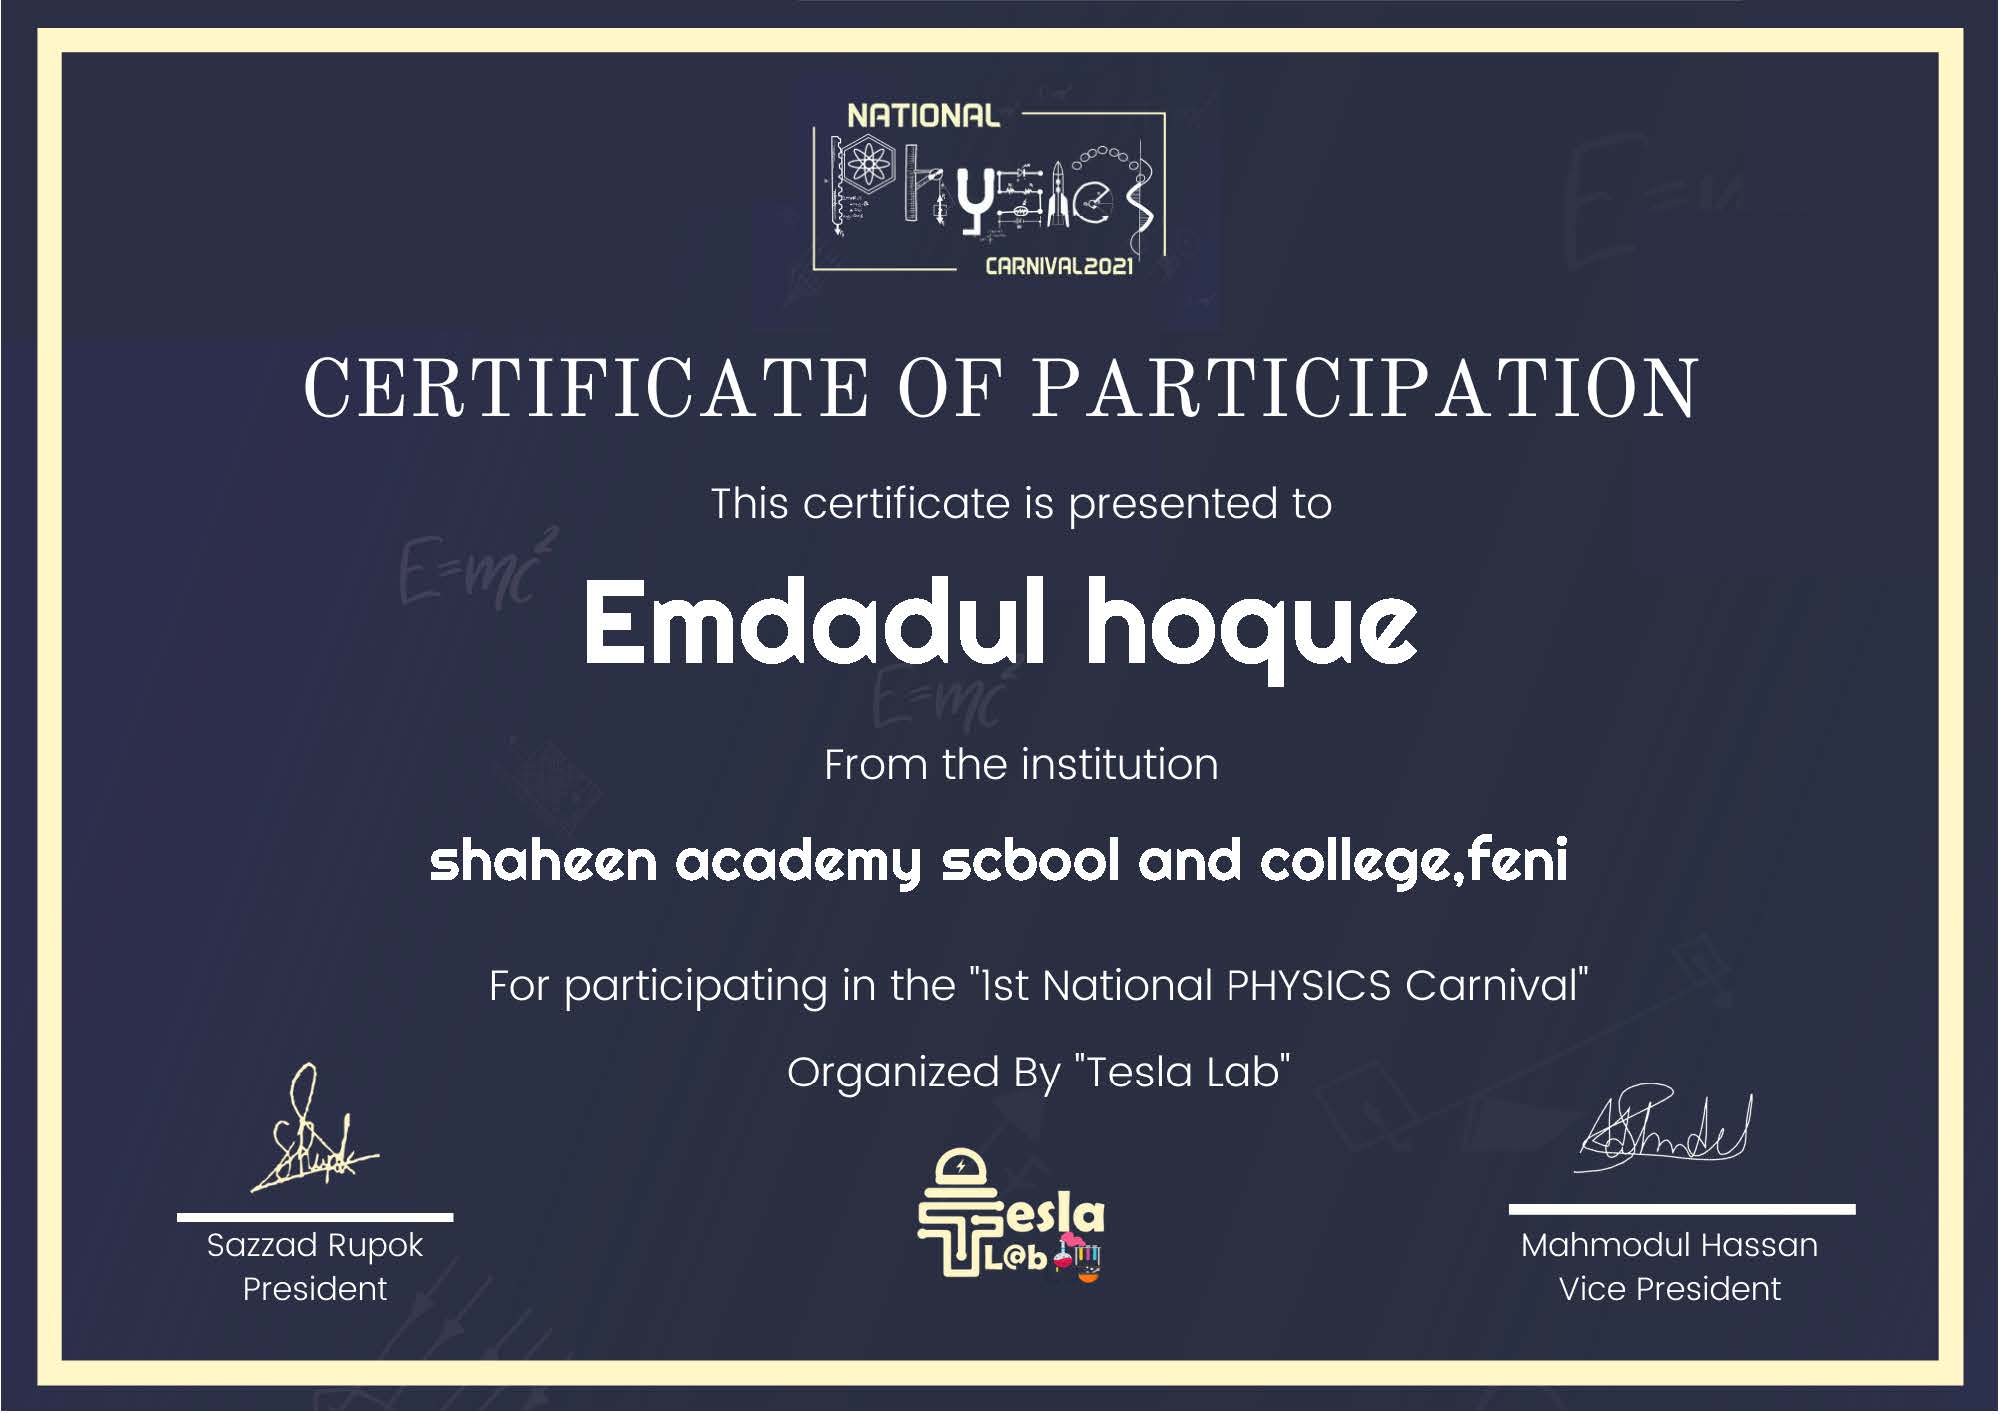 NATIONAL
Physics
CARNIVAL2021
CERTIFICATE OF PARTICIPATION
This certificate is presented to
E=mc²
Emdadul hoque
E=mc²
From the institution
shaheen academy scbool and college,feni
For participating in the "1st National PHYSICS Carnival"
Organized By "Tesla Lab"
Tesla
L@b
Sazzad Rupok
President
Mahmodul Hassan
Vice President